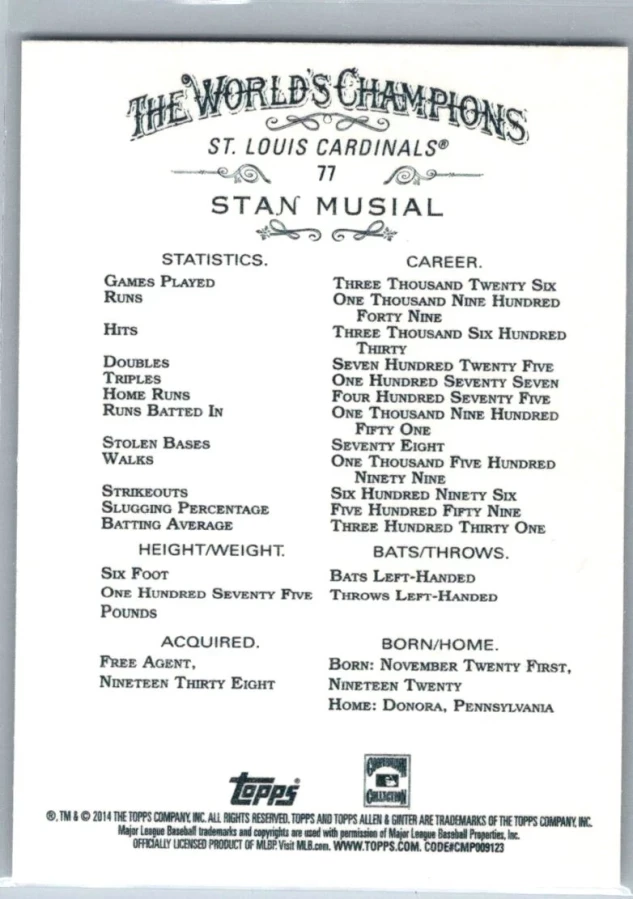 THE WORLD'S CHAMPIONS
ST. LOUIS CARDINALS®
77
STAN MUSIAL
STATISTICS. CAREER.
GAMES PLAYED THREE THOUSAND TWENTY SIX
RUNS ONE THOUSAND NINE HUNDRED
FORTY NINE
HITS THREE THOUSAND SIX HUNDRED
THIRTY
DOUBLES SEVEN HUNDRED TWENTY FIVE
TRIPLES ONE HUNDRED SEVENTY SEVEN
HOME RUNS FOUR HUNDRED SEVENTY FIVE
RUNS BATTED IN ONE THOUSAND NINE HUNDRED
FIFTY ONE
STOLEN BASES SEVENTY EIGHT
WALKS ONE THOUSAND FIVE HUNDRED
NINETY NINE
STRIKEOUTS SIX HUNDRED NINETY SIX
SLUGGING PERCENTAGE FIVE HUNDRED FIFTY NINE
BATTING AVERAGE THREE HUNDRED THIRTY ONE
HEIGHT/WEIGHT. BATS/THROWS.
SIX FOOT BATS LEFT-HANDED
ONE HUNDRED SEVENTY FIVE THROWS LEFT-HANDED
POUNDS
ACQUIRED. BORN/HOME.
FREE AGENT, BORN: NOVEMBER TWENTY FIRST,
NINETEEN THIRTY EIGHT NINETEEN TWENTY
HOME: DONORA, PENNSYLVANIA
Topps
COOPERSTOWN
COLLECTION
®, TM & © 2014 THE TOPPS COMPANY, INC. ALL RIGHTS RESERVED. TOPPS AND TOPPS ALLEN & GINTER ARE TRADEMARKS OF THE TOPPS COMPANY, INC.
Major League Baseball trademarks and copyrights are used with permission of Major League Baseball Properties, Inc.
OFFICIALLY LICENSED PRODUCT OF MLBP. Visit MLB.com. WWW.TOPPS.COM. CODE#CMP009123